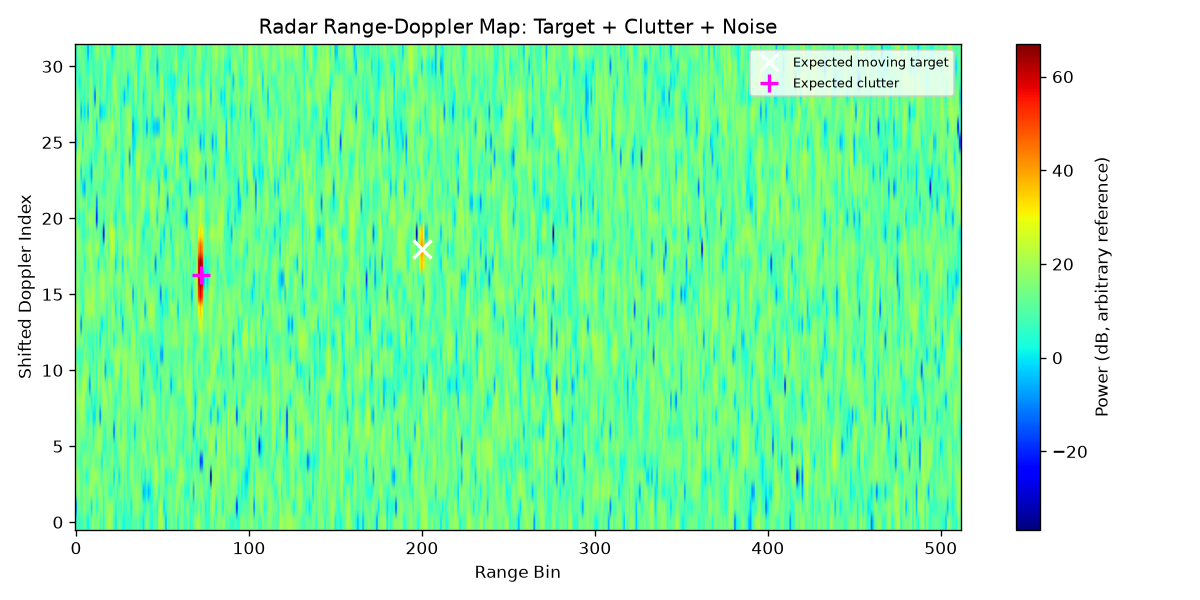 Radar Range-Doppler Map: Target + Clutter + Noise
Expected moving target
Expected clutter
30
25
20
15
10
5
0
Shifted Doppler Index
0 100 200 300 400 500
Range Bin
60
40
20
0
−20
Power (dB, arbitrary reference)